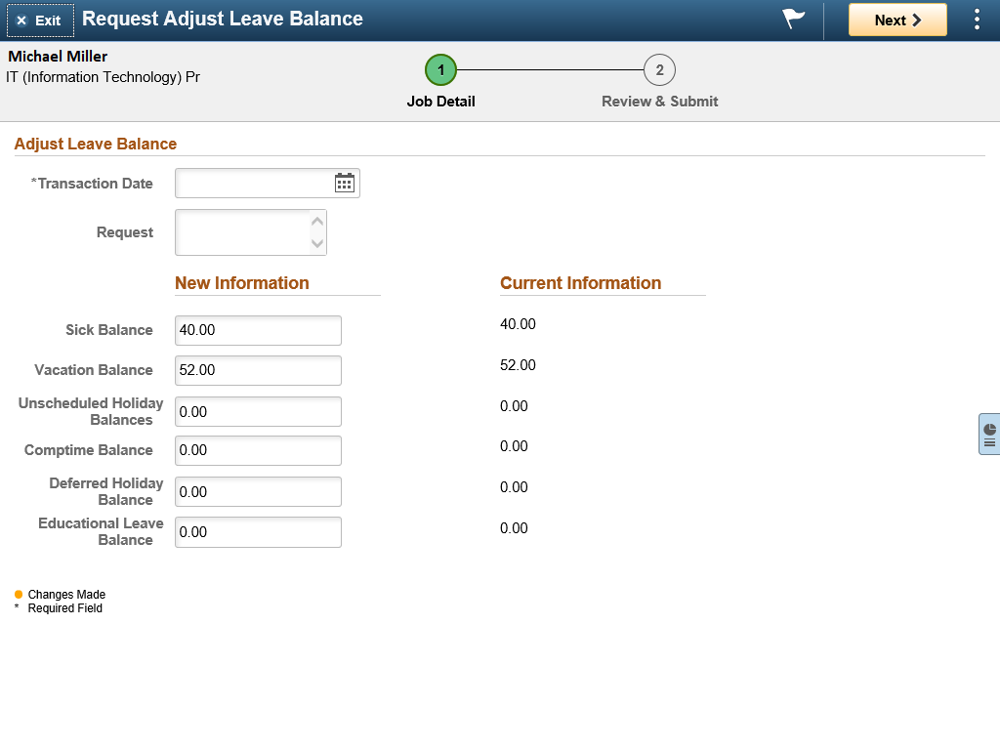 Exit
Request Adjust Leave Balance
Next
Michael Miller
IT (Information Technology) Pr
1
2
Job Detail
Review & Submit
Adjust Leave Balance
*Transaction Date
Request
New Information
Current Information
Sick Balance
40.00
40.00
Vacation Balance
52.00
52.00
Unscheduled Holiday
Balances
0.00
0.00
Comptime Balance
0.00
0.00
Deferred Holiday
Balance
0.00
0.00
Educational Leave
Balance
0.00
0.00
Changes Made
* Required Field